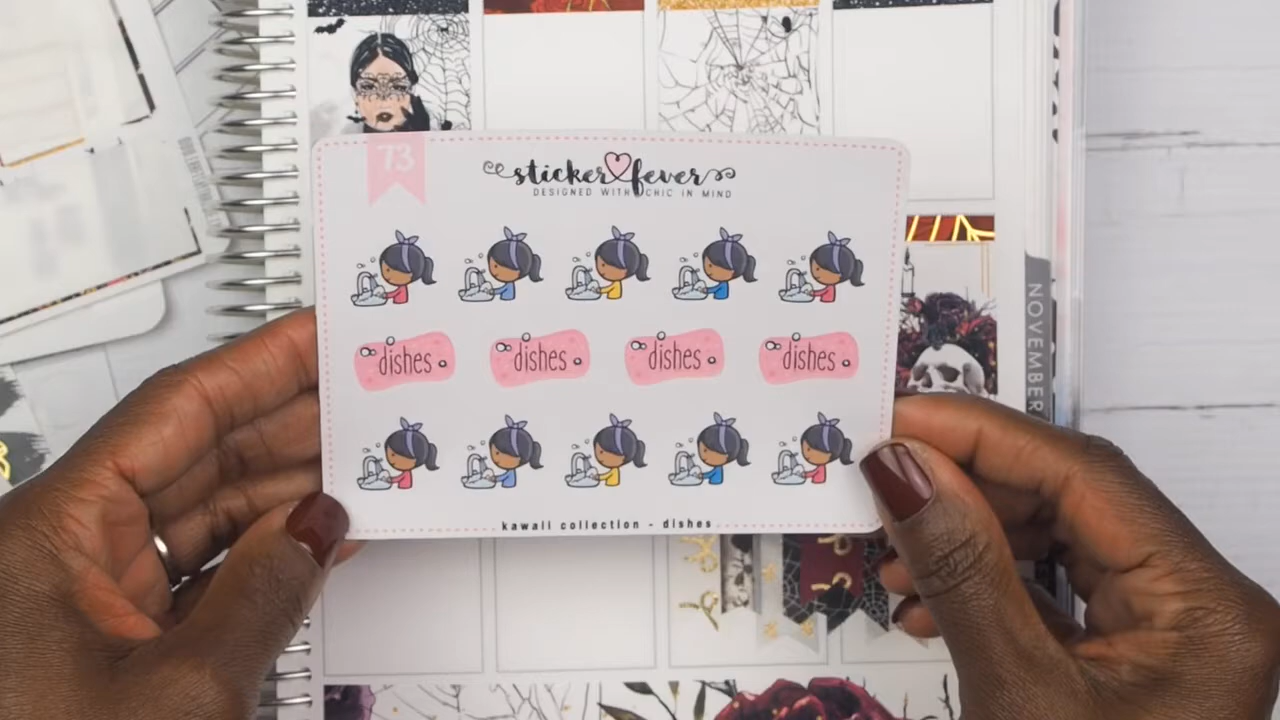 73
sticker fever
DESIGNED WITH CHIC IN MIND
dishes dishes dishes dishes
kawaii collection - dishes
NOVEMBER